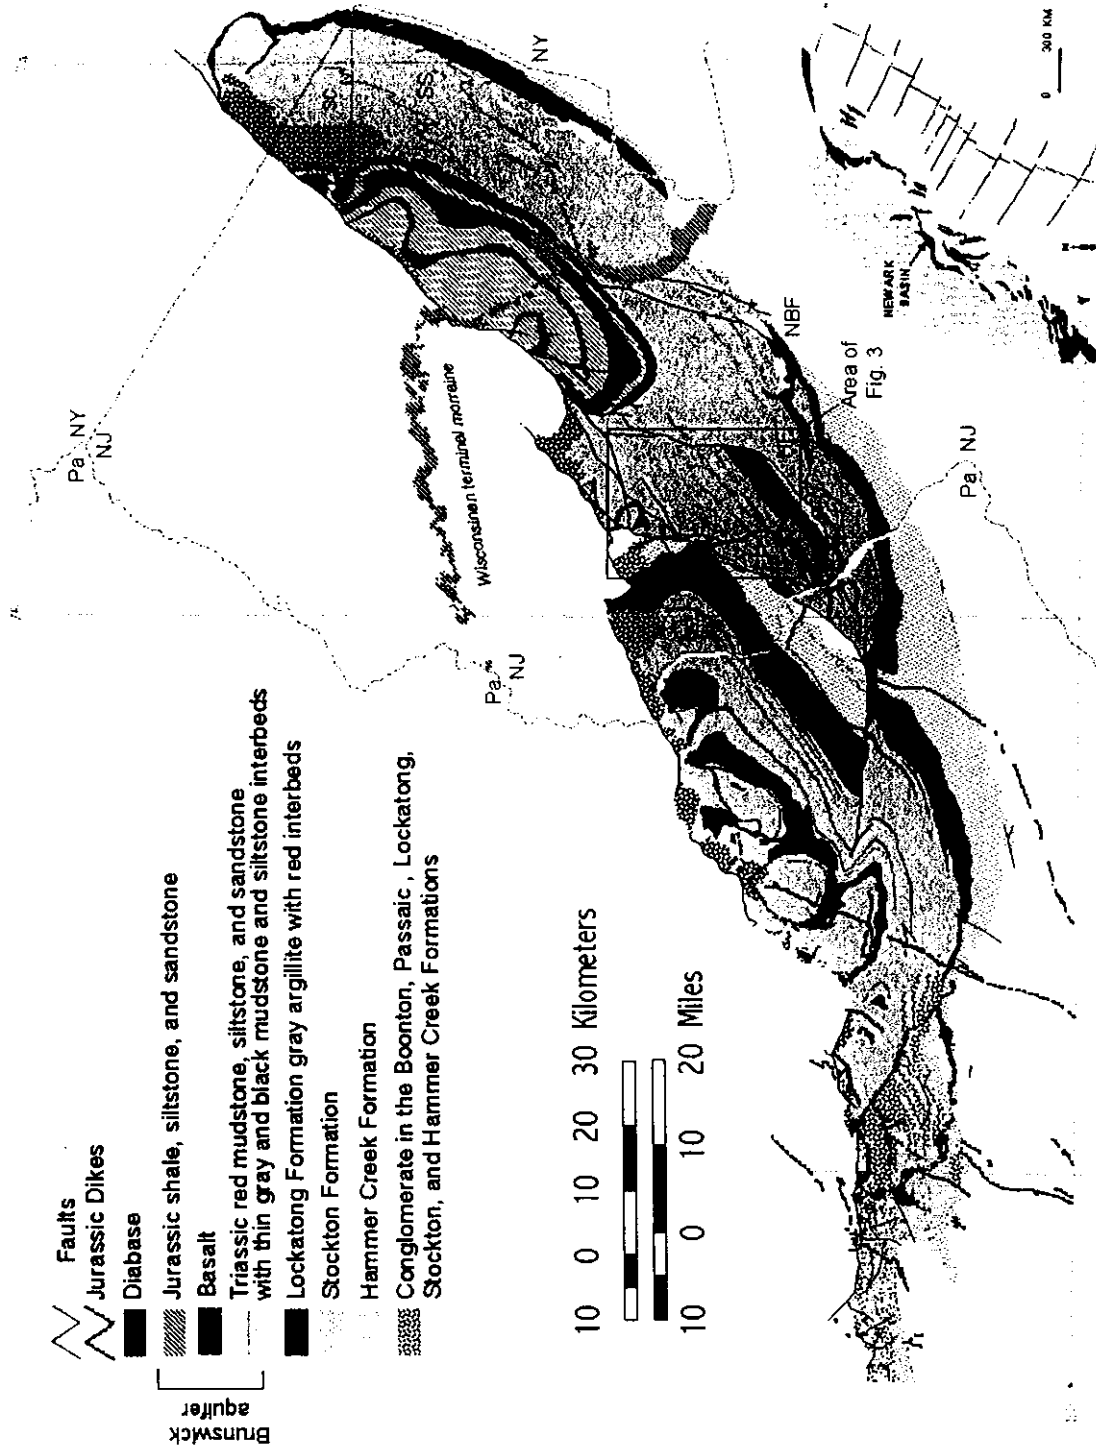 Faults
Jurassic Dikes
Diabase
Jurassic shale, siltstone, and sandstone
Basalt
Triassic red mudstone, siltstone, and sandstone
with thin gray and black mudstone and siltstone interbeds
Lockatong Formation gray argillite with red interbeds
Stockton Formation
Hammer Creek Formation
Conglomerate in the Boonton, Passaic , Lockatong,
Stockton, and Hammer Creek Formations
Brunswick
aquifer
10 0 10 20 30 Kilometers
10 0 10 20 Miles
Pa NY
NJ
Pa
NJ
Wisconsinen terminal morraine
NY
SS
NBF
Area of
Fig. 3
Pa NJ
NEWARK
BASIN
0 300 KM